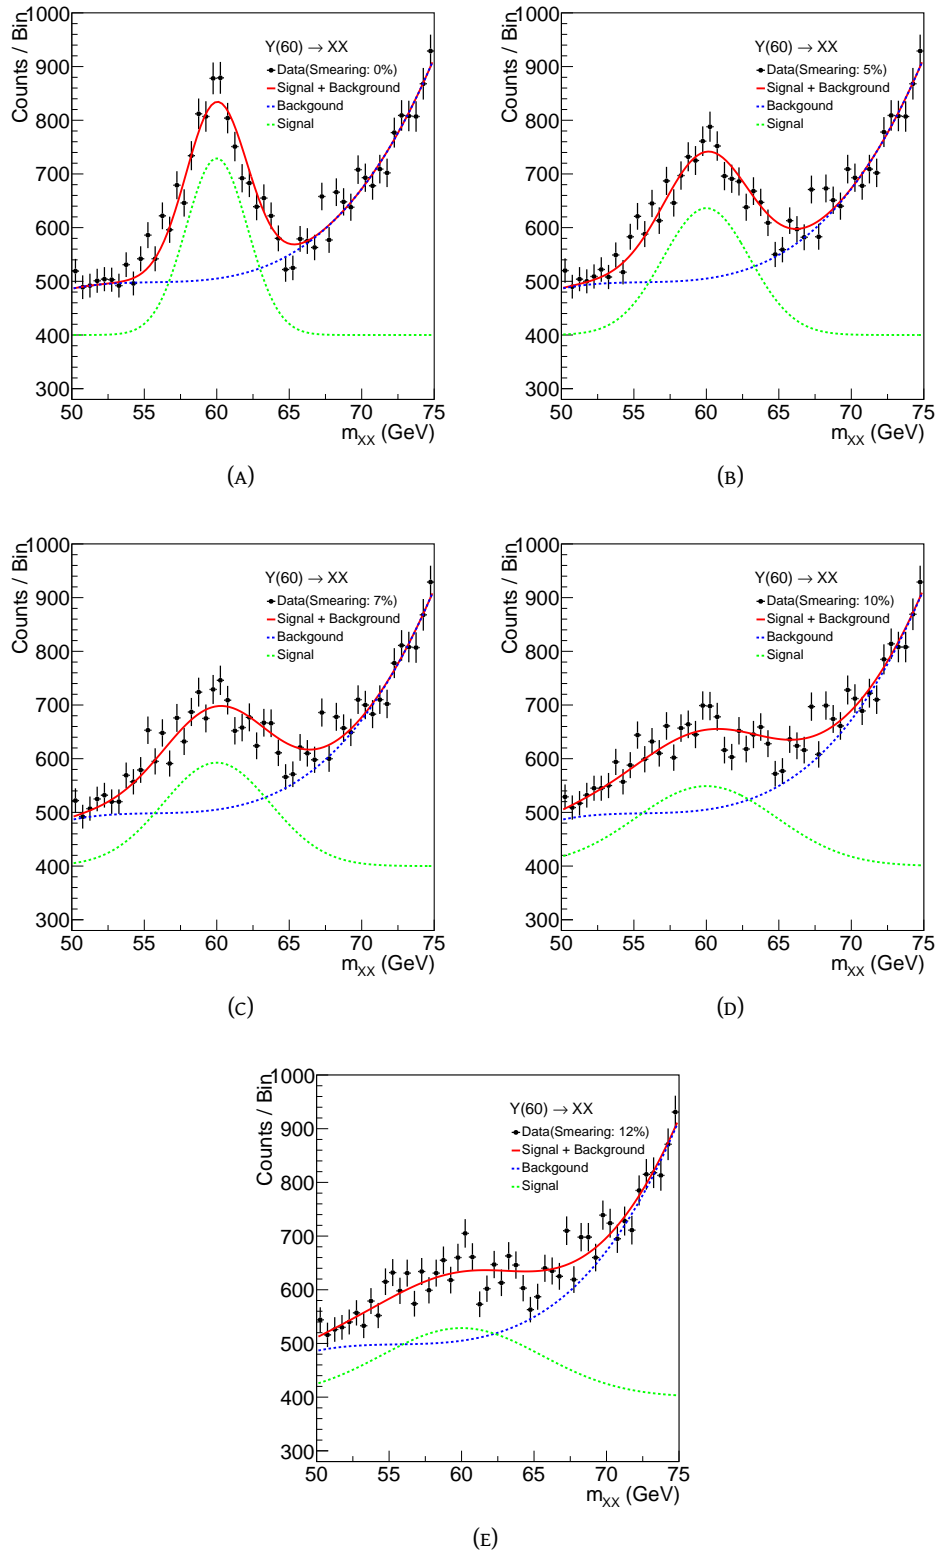 Counts / Bin
1000
900
800
700
600
500
400
300
Y(60) → XX
Data(Smearing: 0%)
Signal + Background
Backgound
Signal
50 55 60 65 70 75
m_XX (GeV)
(A)
Counts / Bin
1000
900
800
700
600
500
400
300
Y(60) → XX
Data(Smearing: 5%)
Signal + Background
Backgound
Signal
50 55 60 65 70 75
m_XX (GeV)
(B)
Counts / Bin
1000
900
800
700
600
500
400
300
Y(60) → XX
Data(Smearing: 7%)
Signal + Background
Backgound
Signal
50 55 60 65 70 75
m_XX (GeV)
(C)
Counts / Bin
1000
900
800
700
600
500
400
300
Y(60) → XX
Data(Smearing: 10%)
Signal + Background
Backgound
Signal
50 55 60 65 70 75
m_XX (GeV)
(D)
Counts / Bin
1000
900
800
700
600
500
400
300
Y(60) → XX
Data(Smearing: 12%)
Signal + Background
Backgound
Signal
50 55 60 65 70 75
m_XX (GeV)
(E)